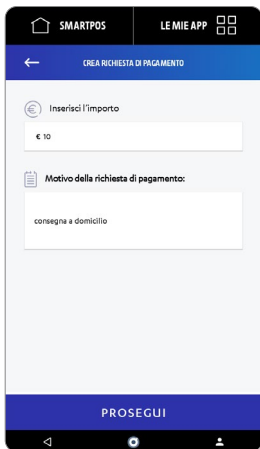 SMARTPOS LE MIE APP
CREA RICHIESTA DI PAGAMENTO
Inserisci l'importo
€ 10
Motivo della richiesta di pagamento:
consegna a domicilio
PROSEGUI